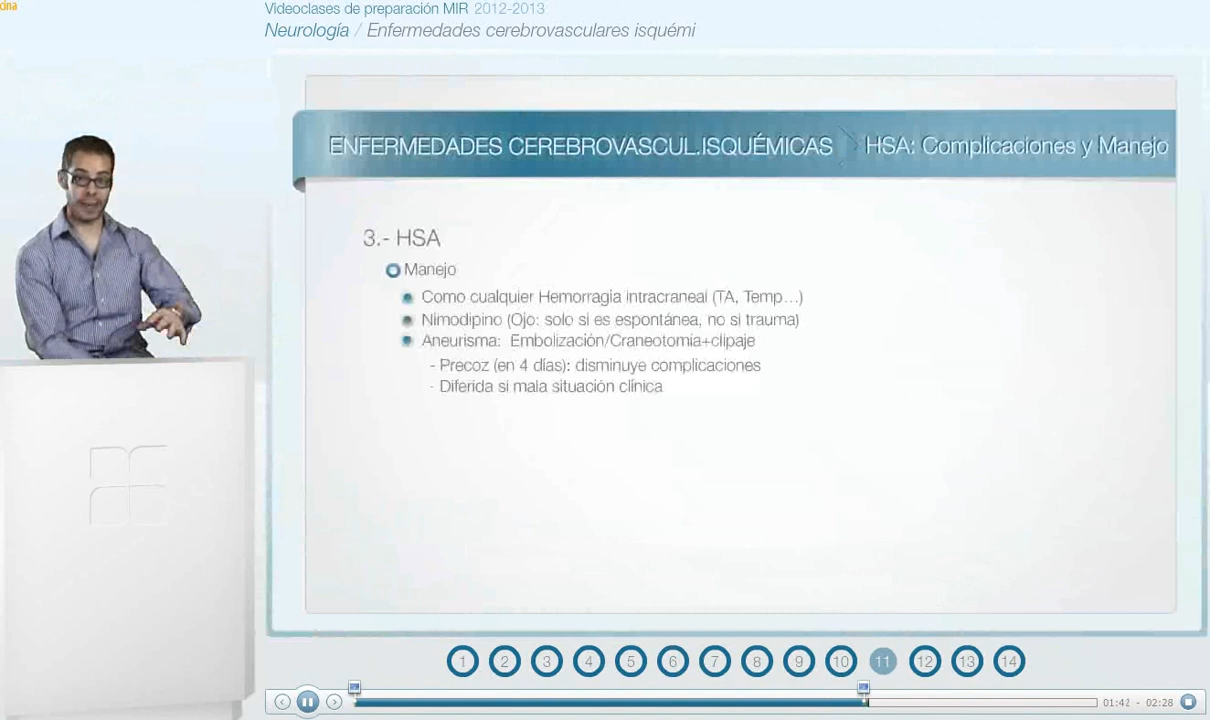 cina
Videoclases de preparación MIR 2012-2013
Neurología / Enfermedades cerebrovasculares isquémi
ENFERMEDADES CEREBROVASCUL.ISQUÉMICAS HSA: Complicaciones y Manejo
3.- HSA
Manejo
Como cualquier Hemorragia intracraneal (TA, Temp...)
Nimodipino (Ojo: solo si es espontánea, no si trauma)
Aneurisma: Embolización/Craneotomía+clipaje
- Precoz (en 4 días): disminuye complicaciones
- Diferida si mala situación clínica
1 2 3 4 5 6 7 8 9 10 11 12 13 14
01:42 - 02:28